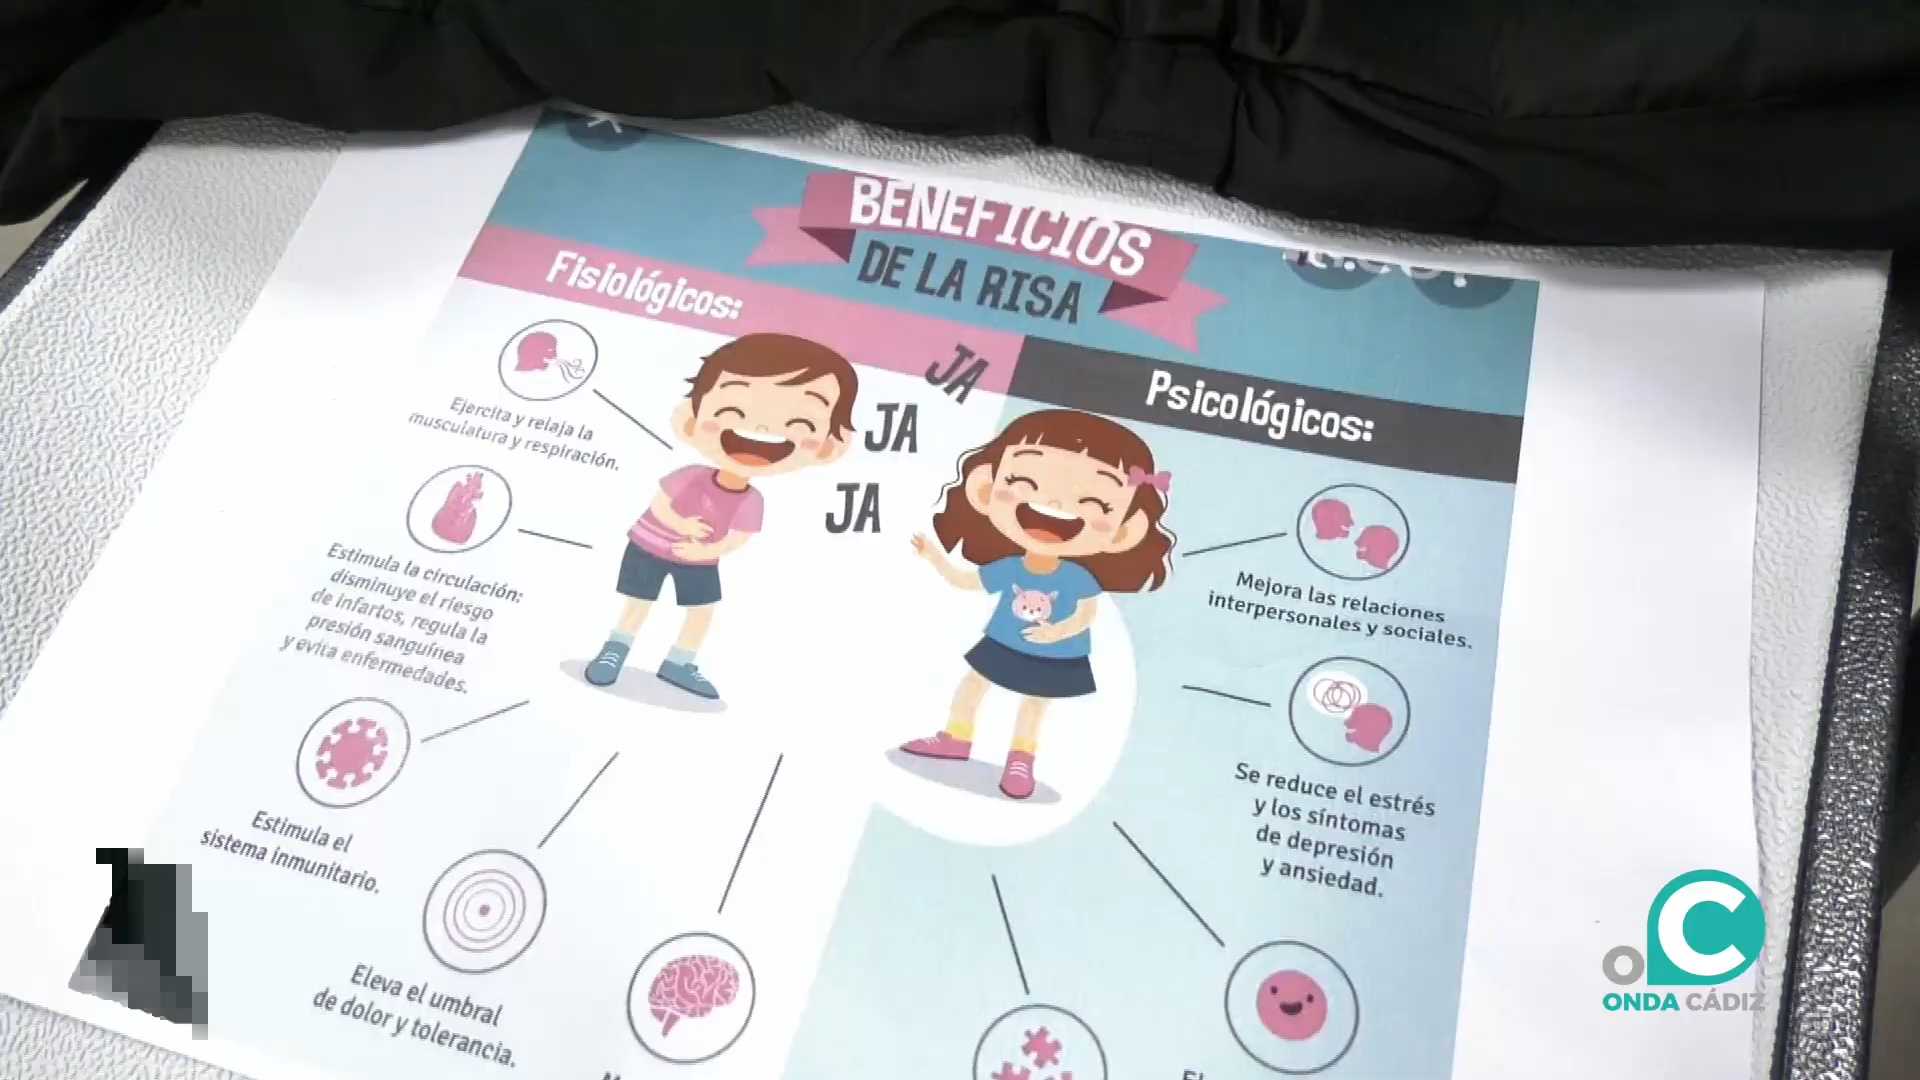 BENEFICIOS
DE LA RISA
Fisiológicos:
Psicológicos:
JA
JA
JA
Ejercita y relaja la
musculatura y respiración.
Estimula la circulación:
disminuye el riesgo
de infartos, regula la
presión sanguínea
y evita enfermedades.
Estimula el
sistema inmunitario.
Eleva el umbral
de dolor y tolerancia.
Mejora las relaciones
interpersonales y sociales.
Se reduce el estrés
y los síntomas
de depresión
y ansiedad.
OC
ONDA CÁDIZ